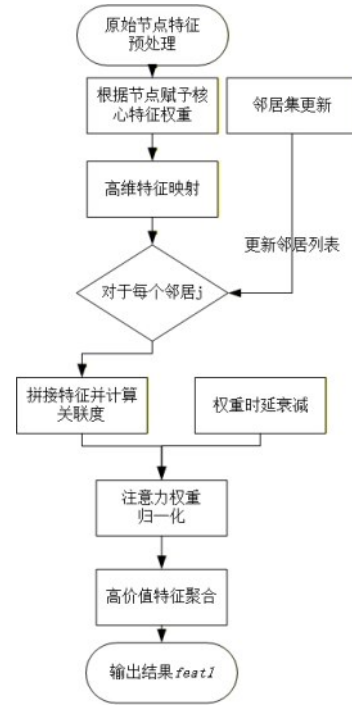 原始节点特征
预处理
根据节点赋予核
心特征权重
邻居集更新
高维特征映射
更新邻居列表
对于每个邻居j
拼接特征并计算
关联度
权重时延衰减
注意力权重
归一化
高价值特征聚合
输出结果feat1